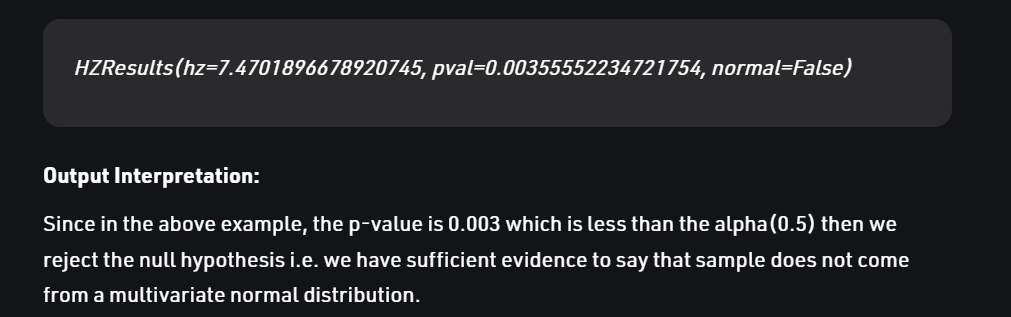 HZResults(hz=7.4701896678920745, pval=0.00355552234721754, normal=False)
Output Interpretation:
Since in the above example, the p-value is 0.003 which is less than the alpha(0.5) then we
reject the null hypothesis i.e. we have sufficient evidence to say that sample does not come
from a multivariate normal distribution.